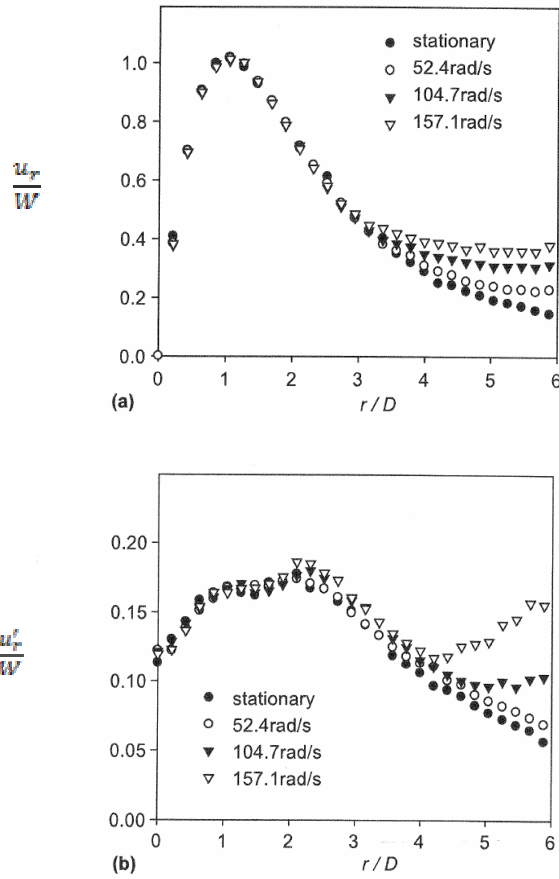 u_r
W
stationary
52.4rad/s
104.7rad/s
157.1rad/s
1.0
0.8
0.6
0.4
0.2
0.0
0 1 2 3 4 5 6
(a)
r / D
u'_r
W
0.20
0.15
0.10
0.05
0.00
stationary
52.4rad/s
104.7rad/s
157.1rad/s
0 1 2 3 4 5 6
(b)
r / D